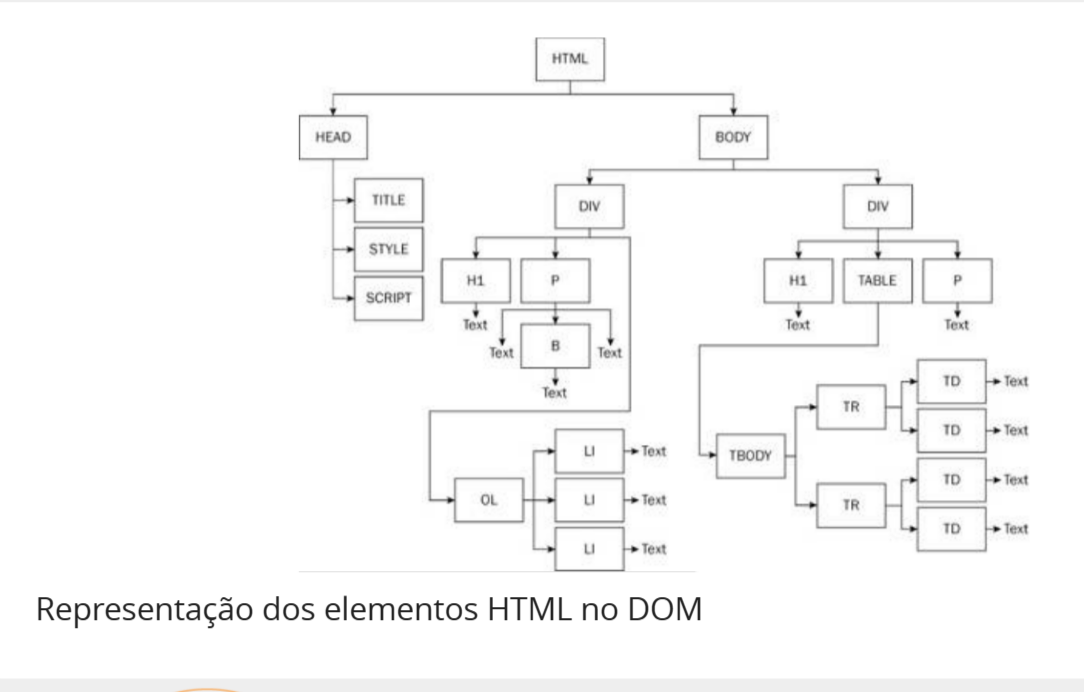 HTML
HEAD
BODY
TITLE
STYLE
SCRIPT
DIV
DIV
H1
P
H1
TABLE
P
Text
Text
Text
Text
B
Text
Text
OL
LI
Text
LI
Text
LI
Text
TBODY
TR
TD
Text
TD
Text
TR
TD
Text
TD
Text
Representação dos elementos HTML no DOM